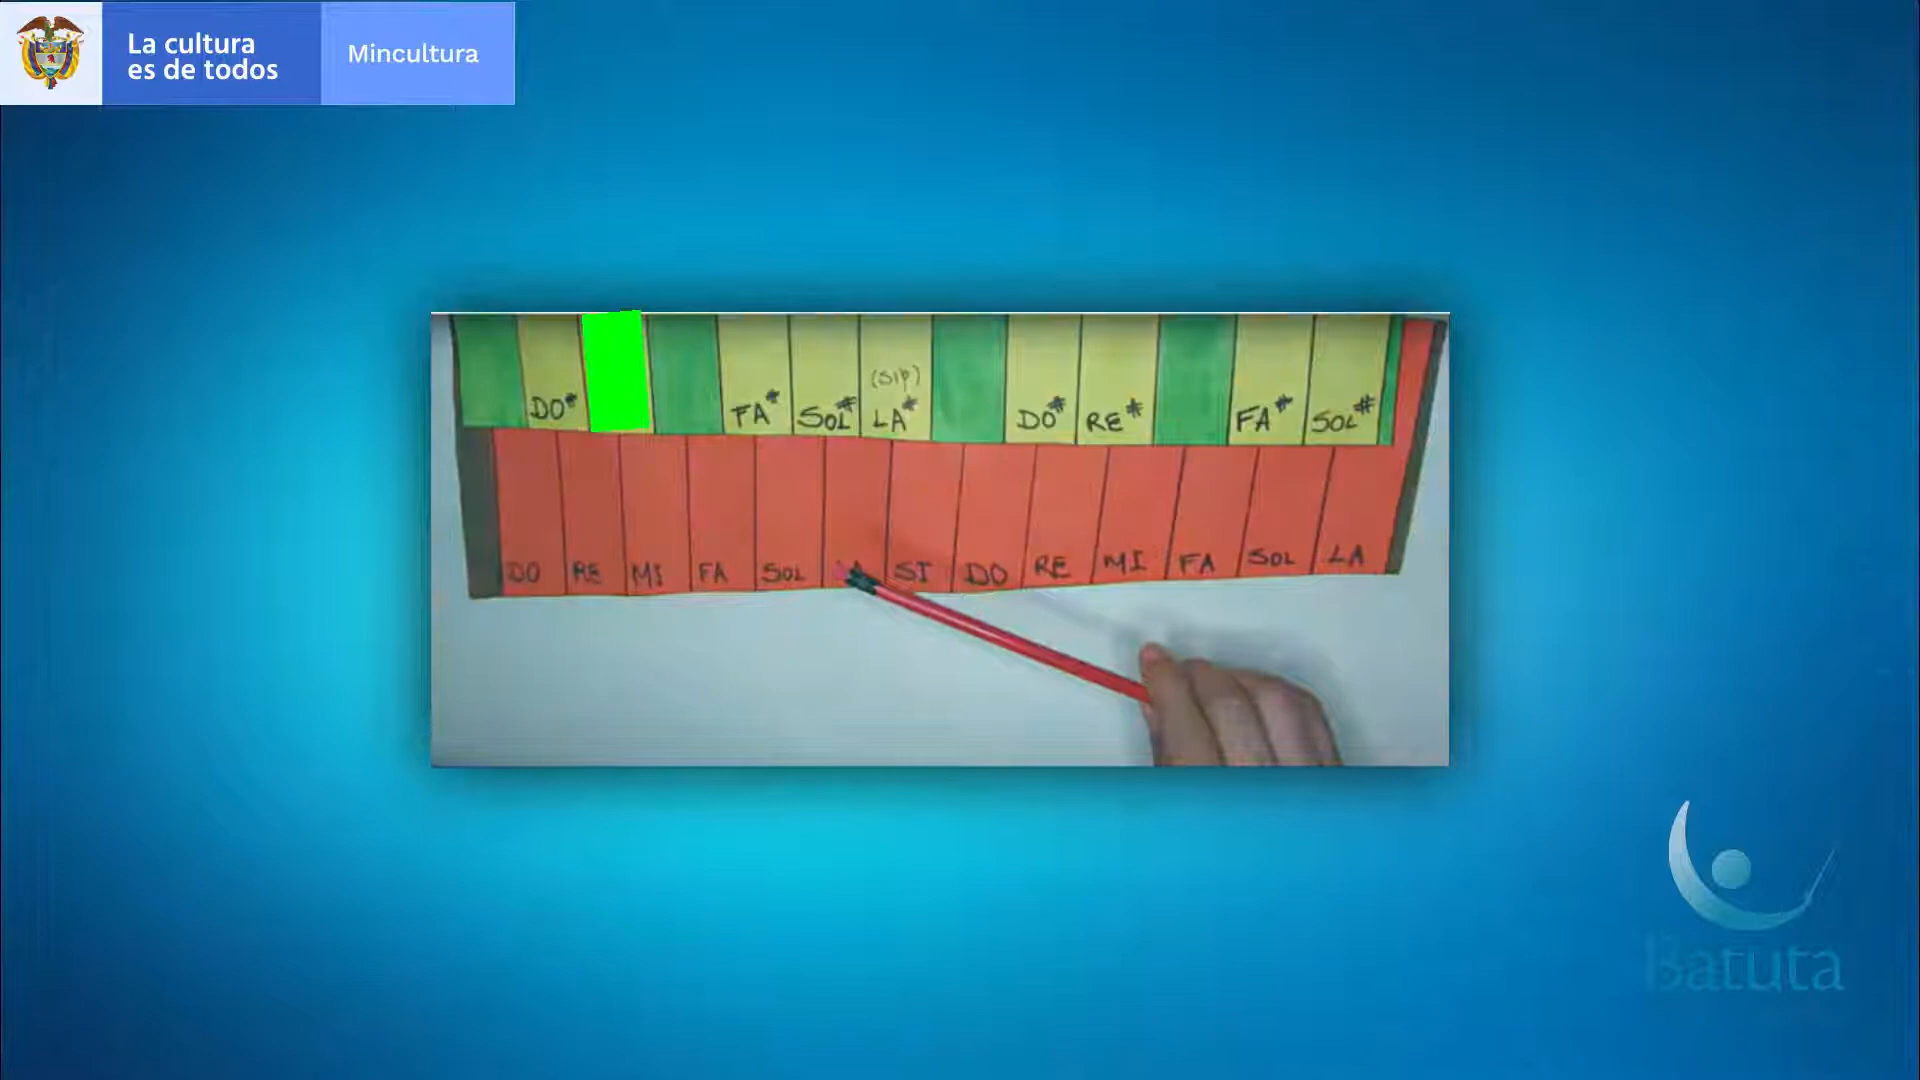 La cultura
es de todos
Mincultura
(SIb)
DO# FA# SOL# LA# DO# RE# FA# SOL#
DO RE MI FA SOL SI DO RE MI FA SOL LA
Batuta